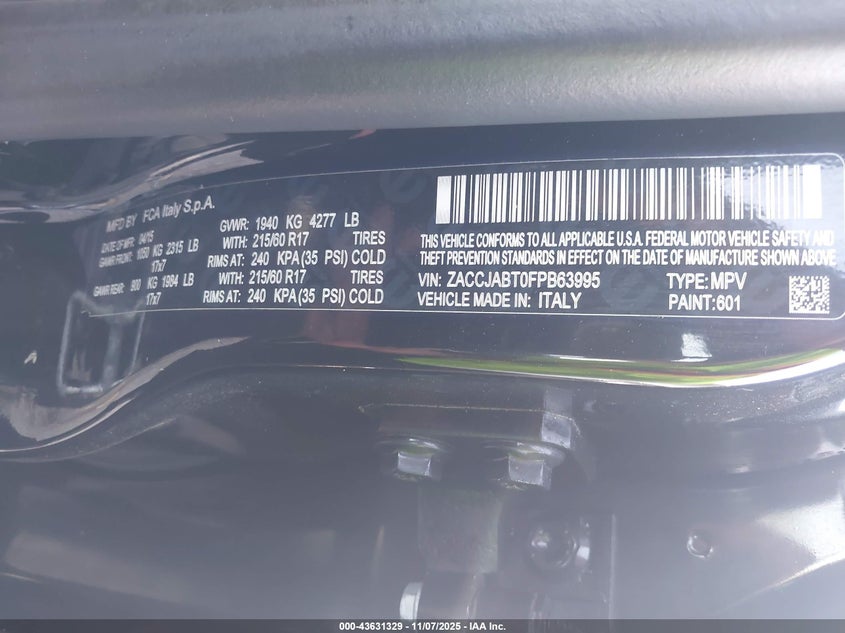 MFD BY FCA Italy S.p.A.
DATE OF MFR 04/15
GAWR FRONT: 1050 KG 2315 LB
17x7
GAWR REAR: 900 KG 1984 LB
17x7
GVWR: 1940 KG 4277 LB
WITH: 215/60 R17 TIRES
RIMS AT: 240 KPA (35 PSI) COLD
WITH: 215/60 R17 TIRES
RIMS AT: 240 KPA (35 PSI) COLD
THIS VEHICLE CONFORMS TO ALL APPLICABLE U.S.A. FEDERAL MOTOR VEHICLE SAFETY AND
THEFT PREVENTION STANDARDS IN EFFECT ON THE DATE OF MANUFACTURE SHOWN ABOVE
VIN: ZACCJABT0FPB63995 TYPE: MPV
VEHICLE MADE IN: ITALY PAINT: 601
000-43631329 - 11/07/2025 - IAA Inc.